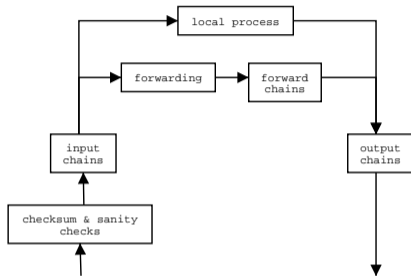 local process
forwarding
forward
chains
input
chains
output
chains
checksum & sanity
checks